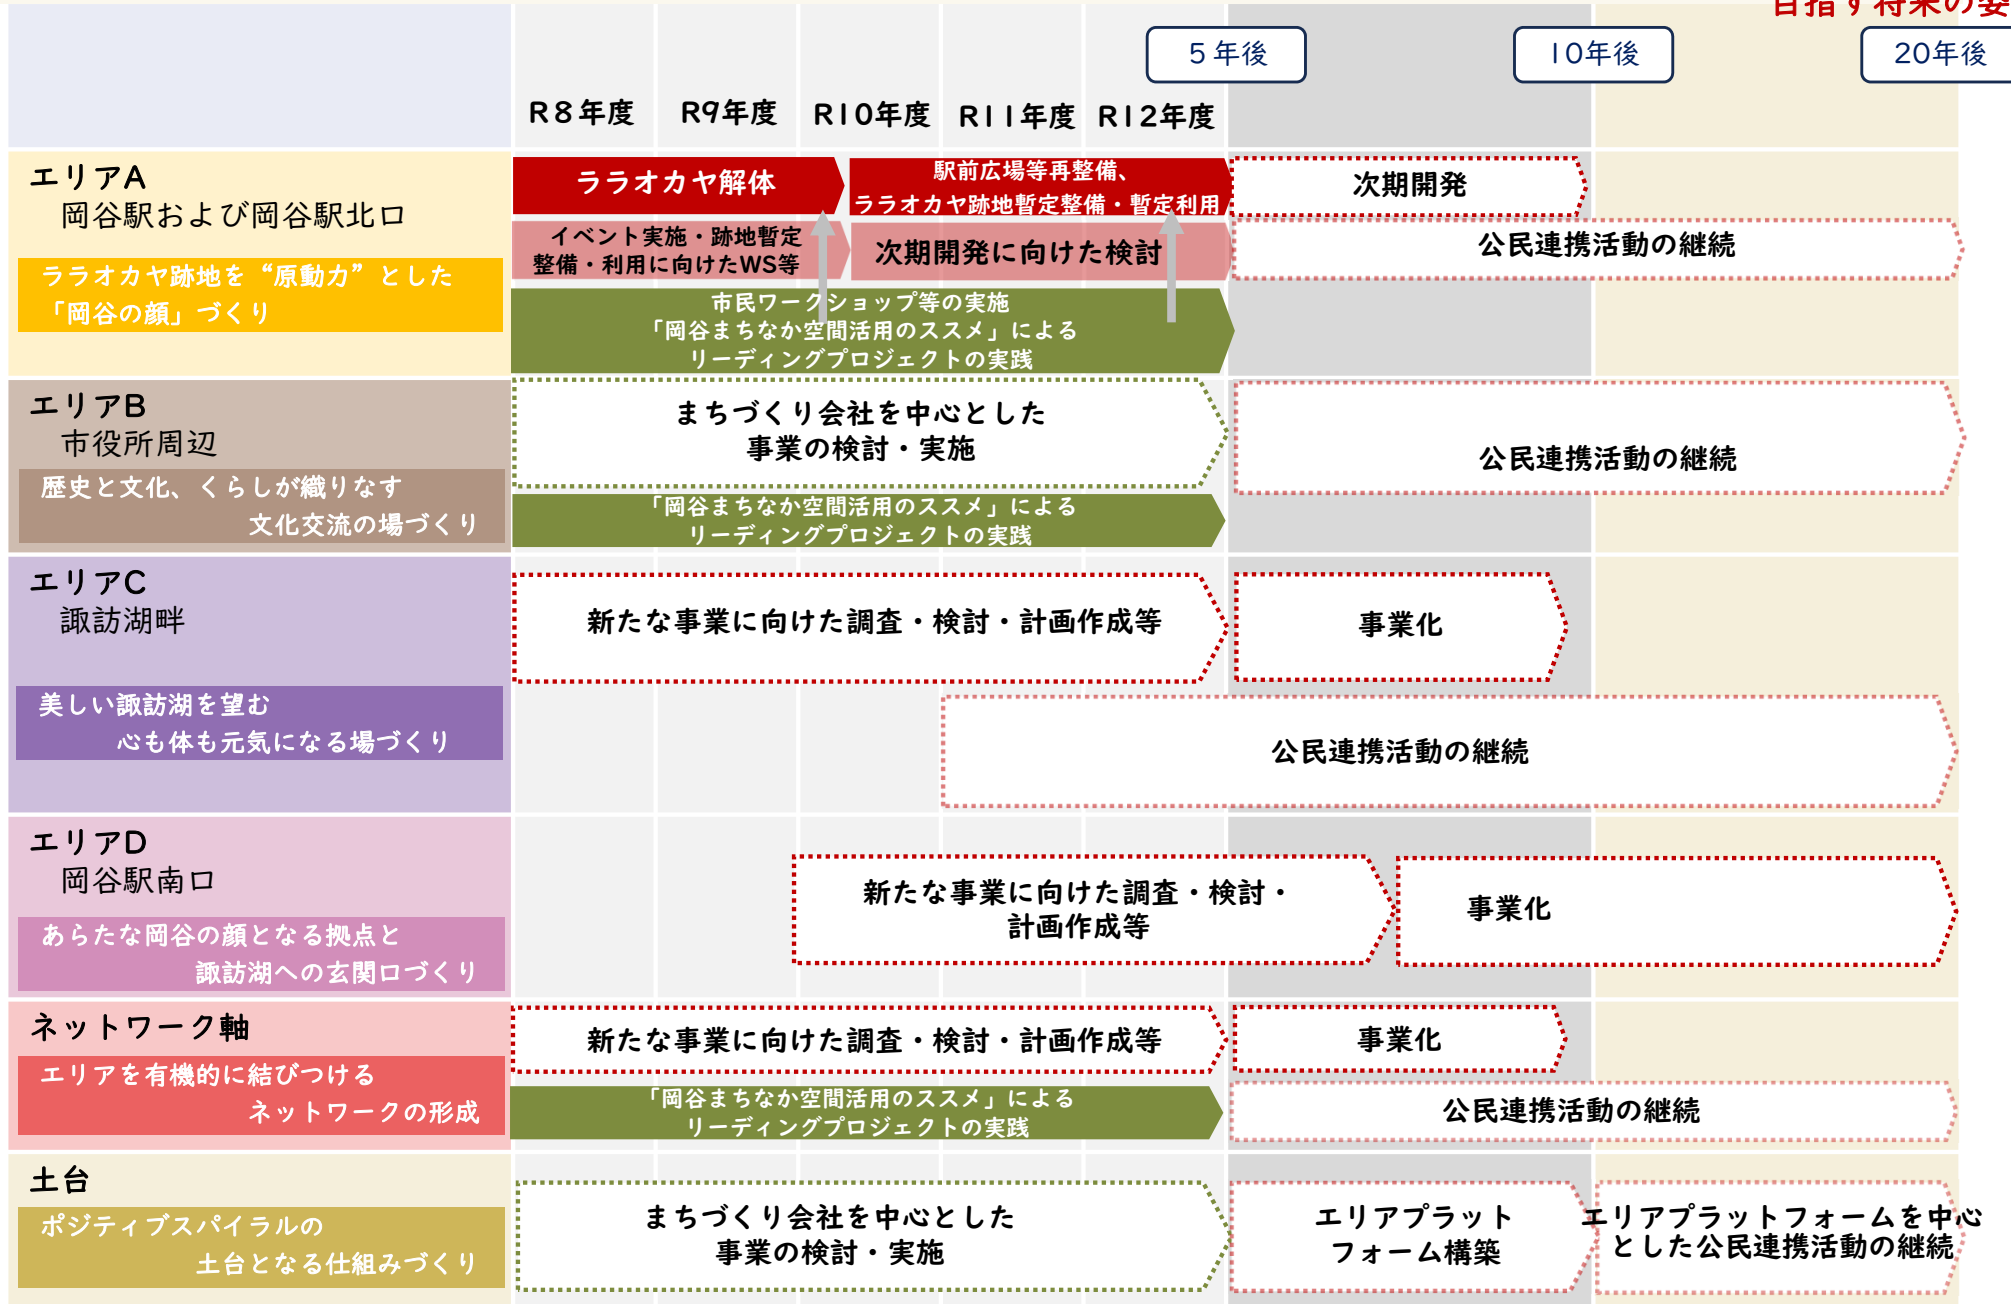 目指す将来の姿
5年後
10年後
20年後
R8年度
R9年度
R10年度
R11年度
R12年度
エリアA
岡谷駅および岡谷駅北口
ララオカヤ跡地を“原動力”とした
「岡谷の顔」づくり
ララオカヤ解体
駅前広場等再整備、
ララオカヤ跡地暫定整備・暫定利用
次期開発
イベント実施・跡地暫定
整備・利用に向けたWS等
次期開発に向けた検討
公民連携活動の継続
市民ワークショップ等の実施
「岡谷まちなか空間活用のススメ」による
リーディングプロジェクトの実践
エリアB
市役所周辺
歴史と文化、くらしが織りなす
文化交流の場づくり
まちづくり会社を中心とした
事業の検討・実施
公民連携活動の継続
「岡谷まちなか空間活用のススメ」による
リーディングプロジェクトの実践
エリアC
諏訪湖畔
美しい諏訪湖を望む
心も体も元気になる場づくり
新たな事業に向けた調査・検討・計画作成等
事業化
公民連携活動の継続
エリアD
岡谷駅南口
あらたな岡谷の顔となる拠点と
諏訪湖への玄関口づくり
新たな事業に向けた調査・検討・
計画作成等
事業化
ネットワーク軸
エリアを有機的に結びつける
ネットワークの形成
新たな事業に向けた調査・検討・計画作成等
事業化
「岡谷まちなか空間活用のススメ」による
リーディングプロジェクトの実践
公民連携活動の継続
土台
ポジティブスパイラルの
土台となる仕組みづくり
まちづくり会社を中心とした
事業の検討・実施
エリアプラット
フォーム構築
エリアプラットフォームを中心
とした公民連携活動の継続